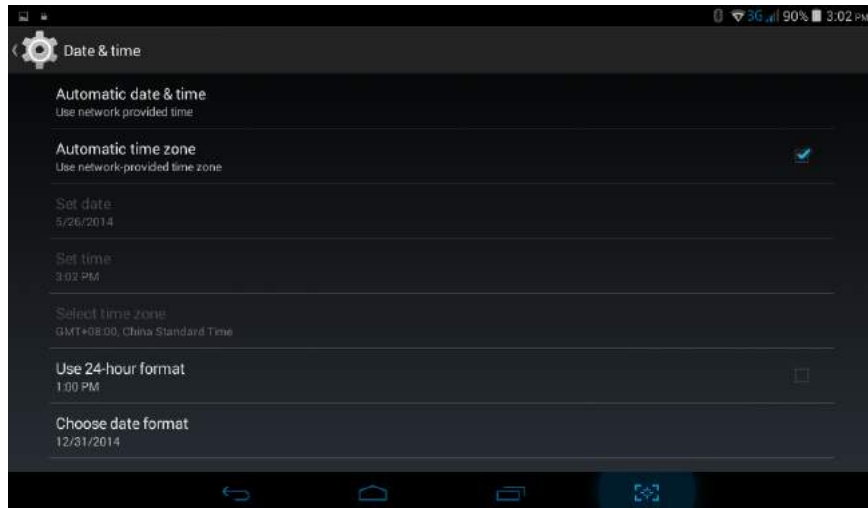 3G 90% 3:02 PM
Date & time
Automatic date & time
Use network provided time
Automatic time zone
Use network-provided time zone
Set date
5/26/2014
Set time
3:02 PM
Select time zone
GMT+08:00, China Standard Time
Use 24-hour format
1:00 PM
Choose date format
12/31/2014